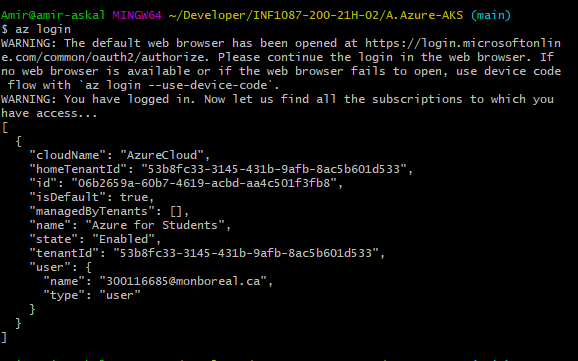 Amir@amir-askal MINGW64 ~/Developer/INF1087-200-21H-02/A.Azure-AKS (main)
$ az login
WARNING: The default web browser has been opened at https://login.microsoftonlin
e.com/common/oauth2/authorize. Please continue the login in the web browser. If
no web browser is available or if the web browser fails to open, use device code
 flow with `az login --use-device-code`.
WARNING: You have logged in. Now let us find all the subscriptions to which you
have access...
[
  {
    "cloudName": "AzureCloud",
    "homeTenantId": "53b8fc33-3145-431b-9afb-8ac5b601d533",
    "id": "06b2659a-60b7-4619-acbd-aa4c501f3fb8",
    "isDefault": true,
    "managedByTenants": [],
    "name": "Azure for Students",
    "state": "Enabled",
    "tenantId": "53b8fc33-3145-431b-9afb-8ac5b601d533",
    "user": {
      "name": "300116685@monboreal.ca",
      "type": "user"
    }
  }
]